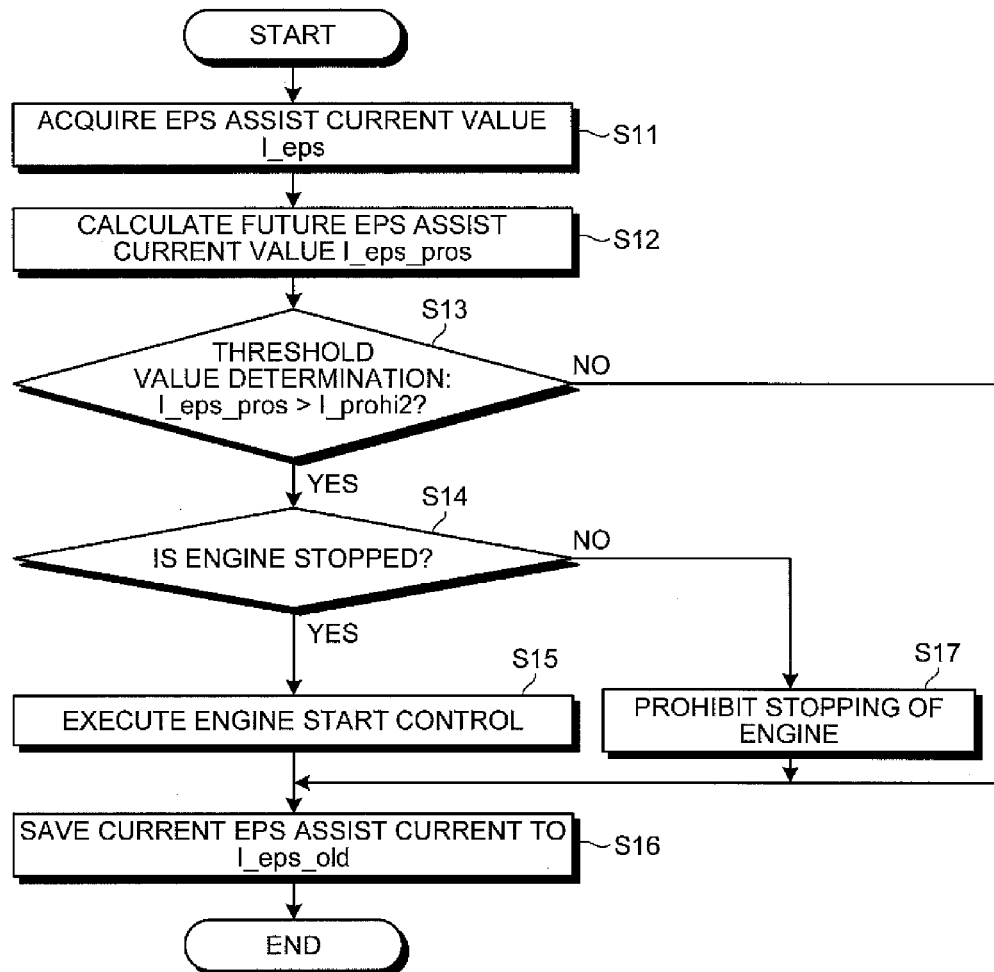 START
ACQUIRE EPS ASSIST CURRENT VALUE
I_eps
S11
CALCULATE FUTURE EPS ASSIST
CURRENT VALUE I_eps_pros
S12
S13
THRESHOLD
VALUE DETERMINATION:
I_eps_pros > I_prohi2?
NO
YES
S14
IS ENGINE STOPPED?
NO
YES
S15
EXECUTE ENGINE START CONTROL
S17
PROHIBIT STOPPING OF
ENGINE
SAVE CURRENT EPS ASSIST CURRENT TO
I_eps_old
S16
END